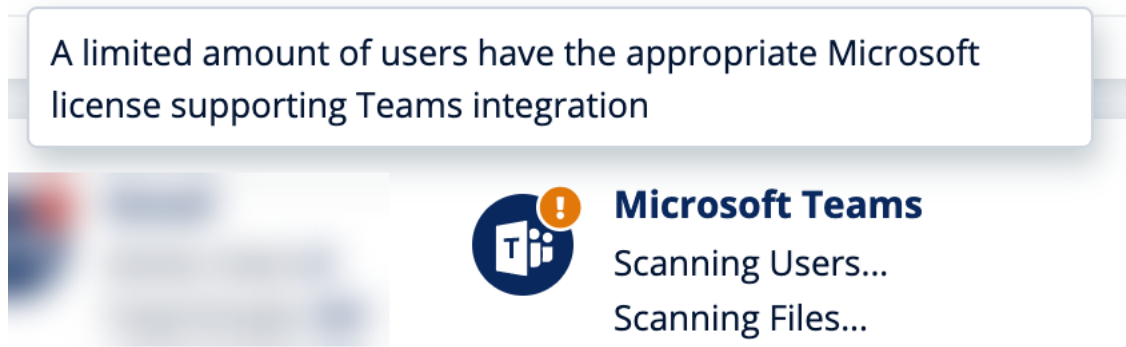 A limited amount of users have the appropriate Microsoft
license supporting Teams integration
T
!
Microsoft Teams
Scanning Users...
Scanning Files...